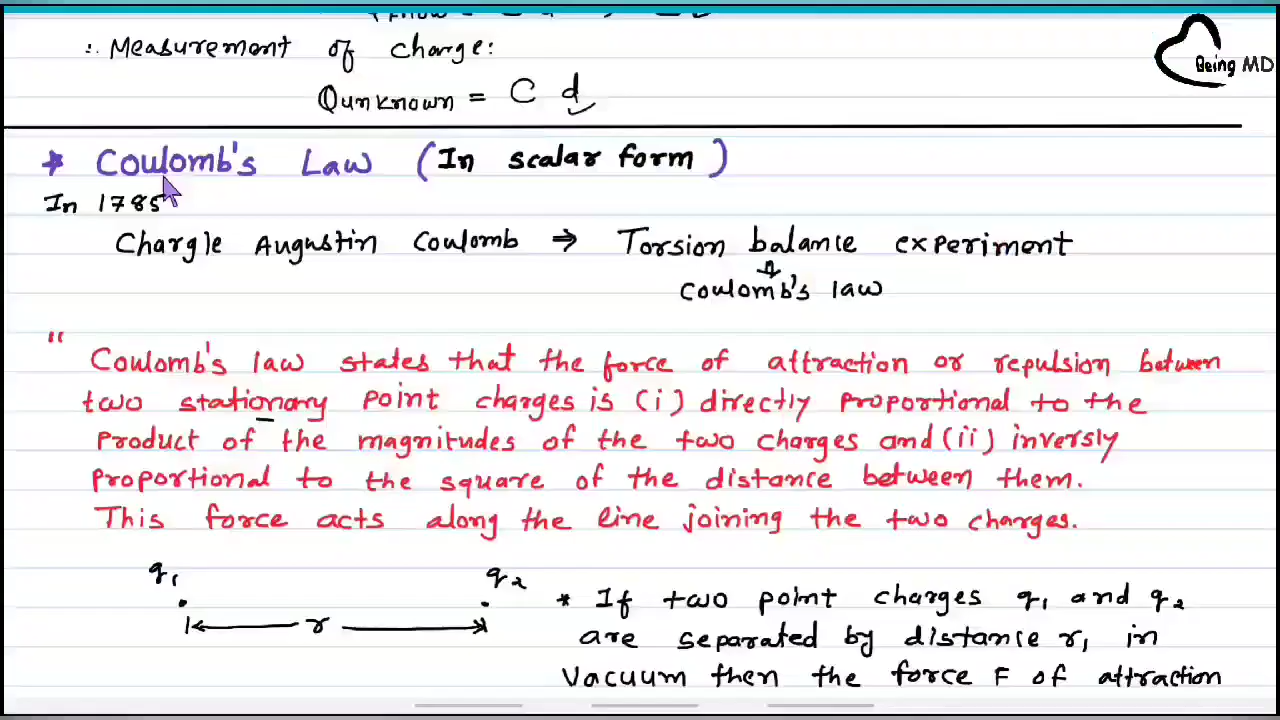 ∴ Measurement of charge:
Being MD
Qunknown = C d
* Coulomb's Law (In scalar form)
In 1785
Chargle Augustin Coulomb ⇒ Torsion balance experiment
Coulomb's law
"
Coulomb's law states that the force of attraction or repulsion between
two stationary point charges is (i) directly proportional to the
product of the magnitudes of the two charges and (ii) inversly
proportional to the square of the distance between them.
This force acts along the line joining the two charges.
q1 q2
r
* If two point charges q1 and q2
are separated by distance r, in
vacuum then the force F of attraction